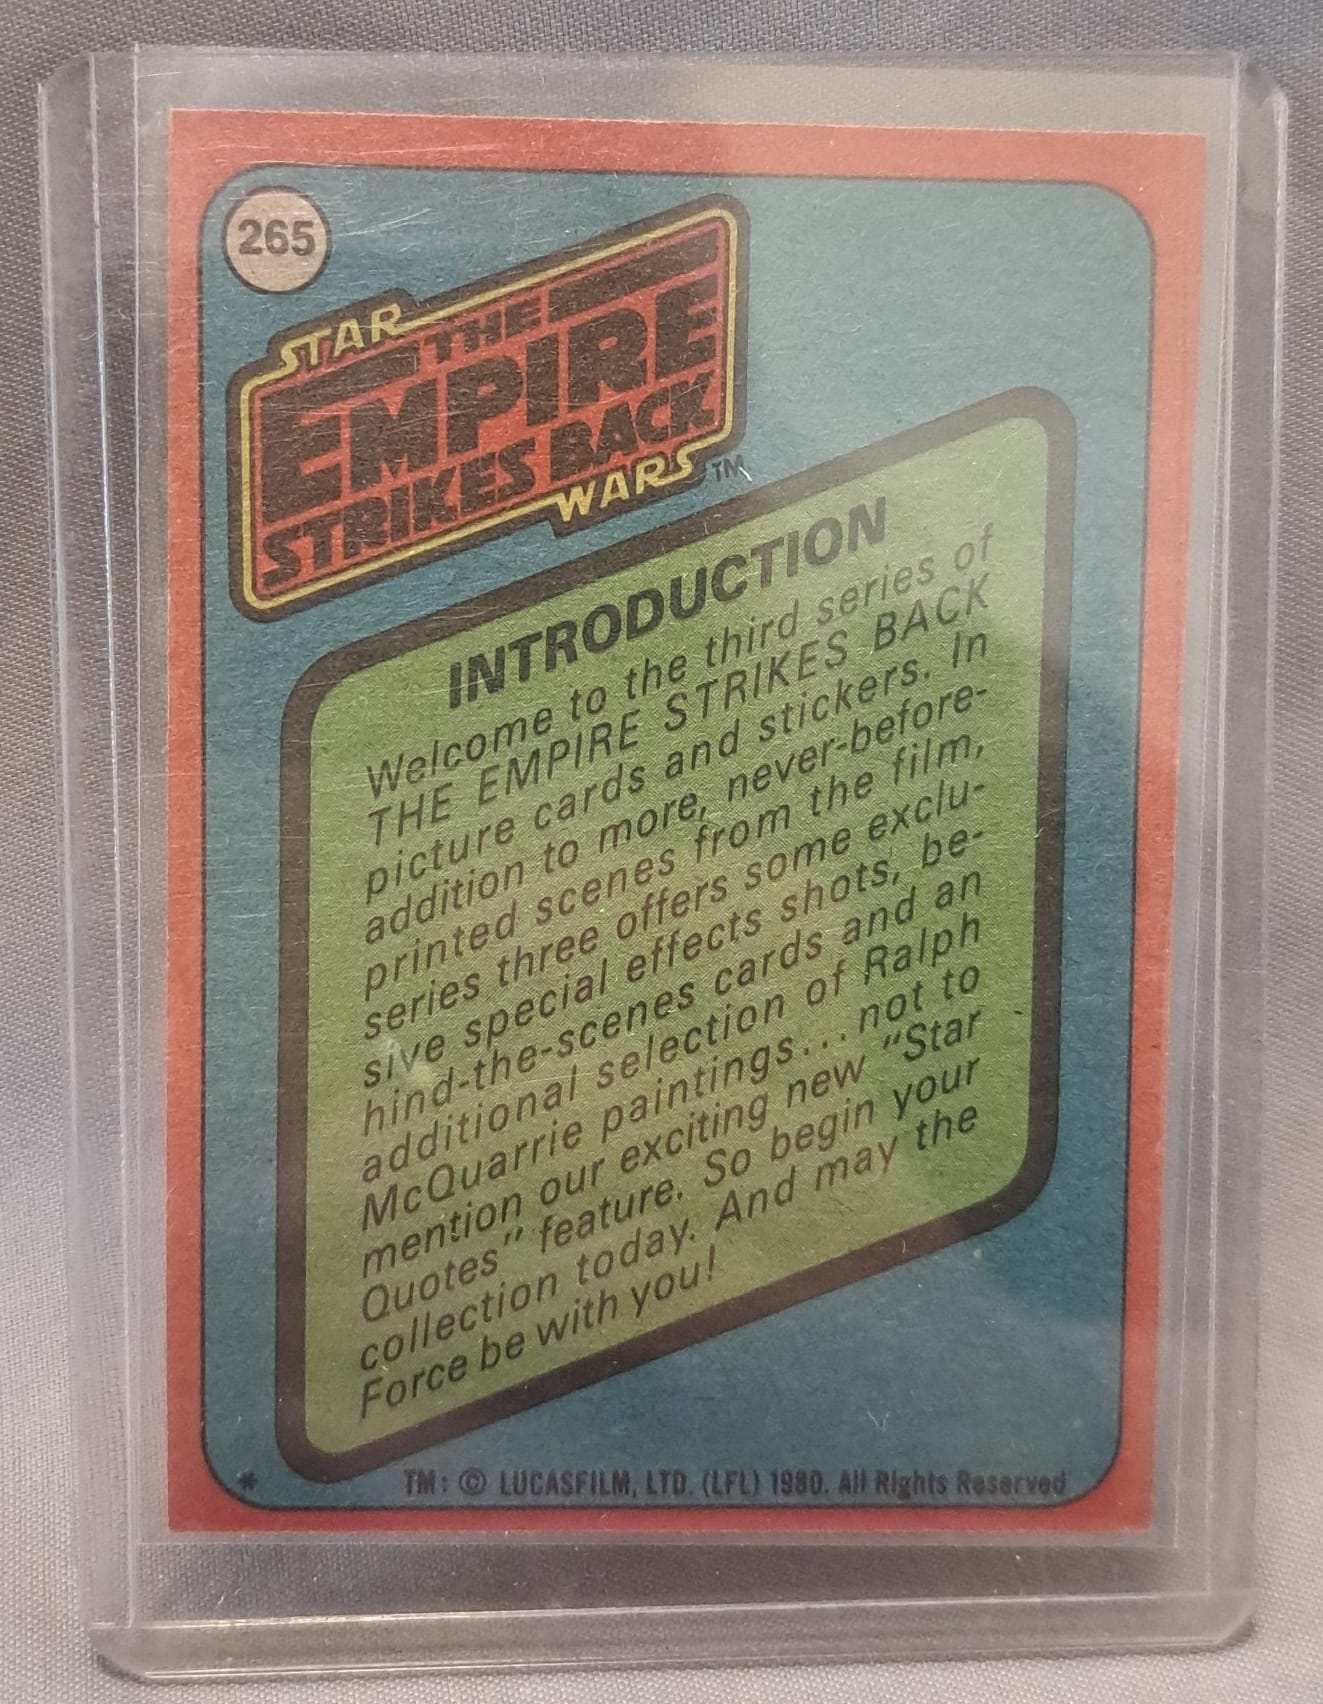 265
STAR
THE
EMPIRE
STRIKES BACK
WARS TM
INTRODUCTION
Welcome to the third series of
THE EMPIRE STRIKES BACK
picture cards and stickers. In
addition to more, never-before-
printed scenes from the film,
series three offers some exclu-
sive special effects shots, be-
hind-the-scenes cards and an
additional selection of Ralph
McQuarrie paintings...not to
mention our exciting new "Star
Quotes" feature. So begin your
collection today. And may the
Force be with you!
* TM: © LUCASFILM, LTD. (LFL) 1980. All Rights Reserved